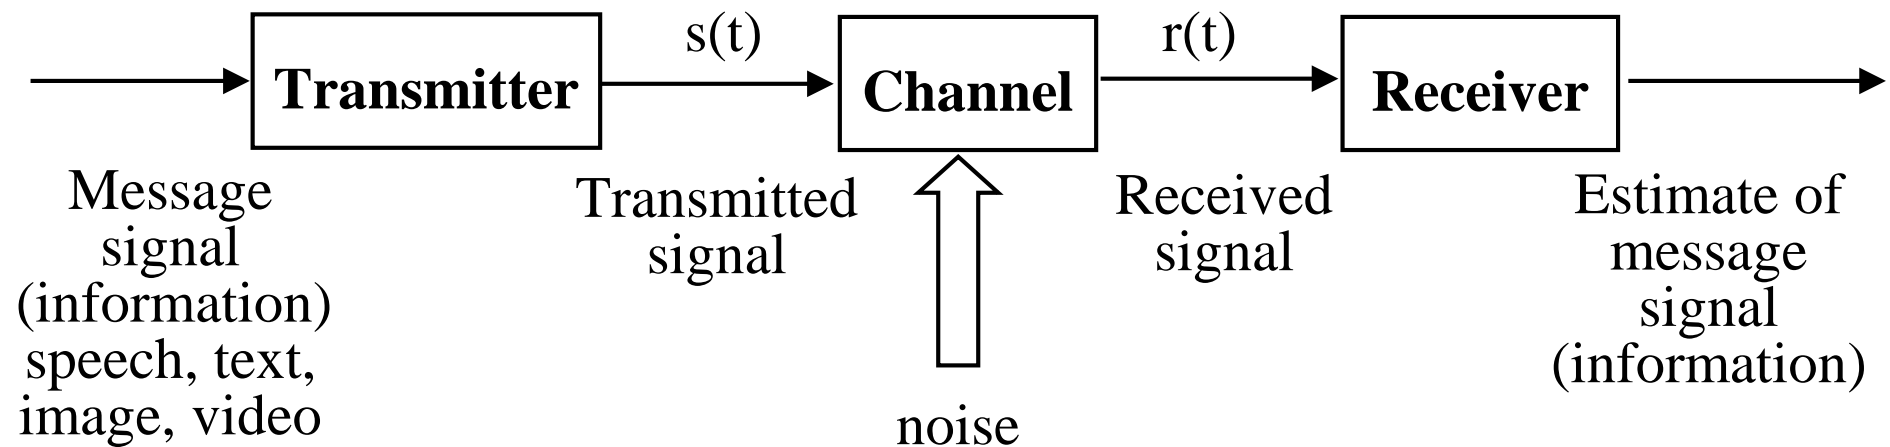 s(t)
r(t)
Transmitter
Channel
Receiver
Message
signal
(information)
speech, text,
image, video
Transmitted
signal
noise
Received
signal
Estimate of
message
signal
(information)